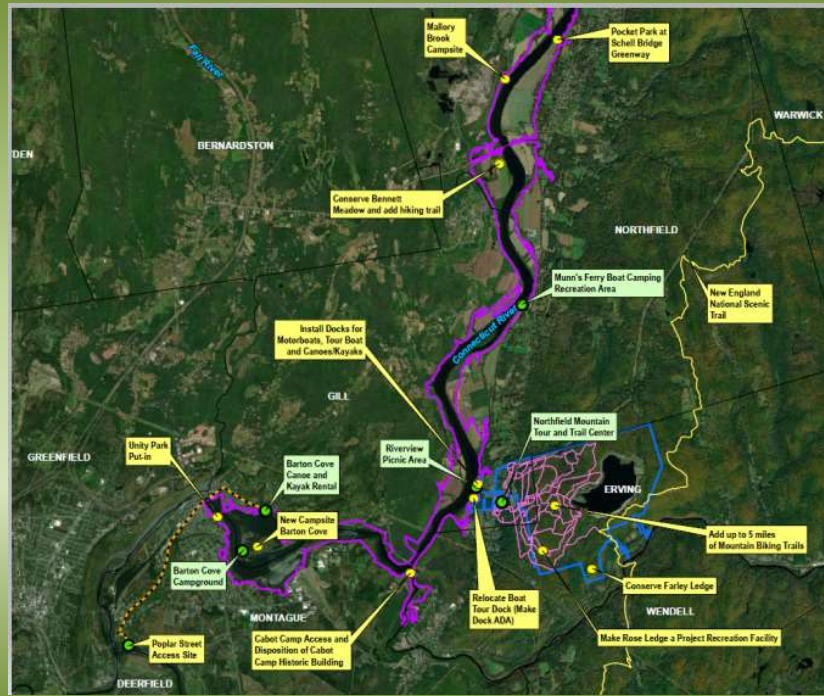 Mallory
Brook
Campsite
Pocket Park at
Schell Bridge
Greenway
Fall River
WARWICK
BERNARDSTON
Conserve Bennett
Meadow and add hiking trail
NORTHFIELD
Munn's Ferry Boat Camping
Recreation Area
New England
National Scenic
Trail
Install Docks for
Motorboats, Tour Boat
and Canoes/Kayaks
Connecticut River
GILL
Northfield Mountain
Tour and Trail Center
Unity Park
Put-in
Riverview
Picnic Area
GREENFIELD
Barton Cove
Canoe and
Kayak Rental
ERVING
New Campsite
Barton Cove
Add up to 5 miles
of Mountain Biking Trails
Barton Cove
Campground
Conserve Farley Ledge
Relocate Boat
Tour Dock (Make
Dock ADA)
WENDELL
MONTAGUE
Cabot Camp Access and
Disposition of Cabot
Camp Historic Building
Make Rose Ledge a Project Recreation Facility
Poplar Street
Access Site
DEERFIELD